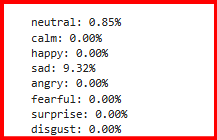 neutral: 0.85%
calm: 0.00%
happy: 0.00%
sad: 9.32%
angry: 0.00%
fearful: 0.00%
surprise: 0.00%
disgust: 0.00%